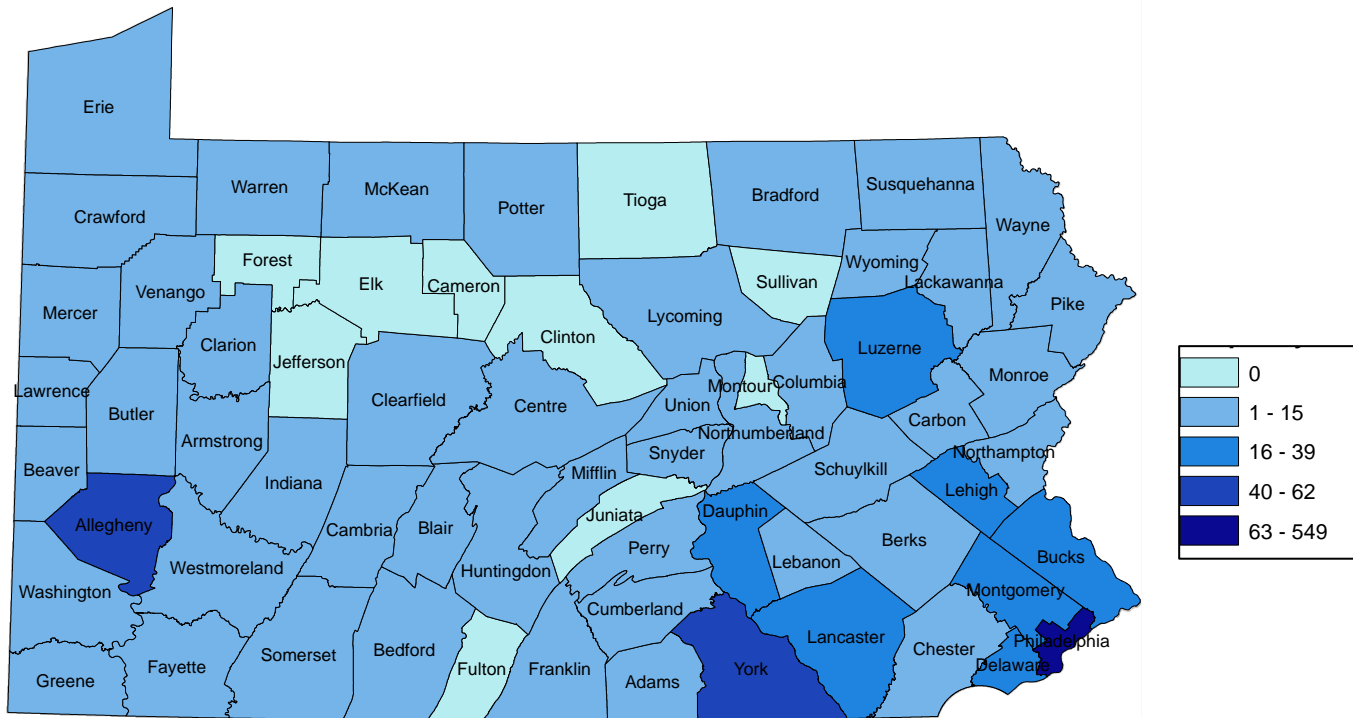 Erie
Warren
McKean
Potter
Tioga
Bradford
Susquehanna
Wayne
Crawford
Forest
Elk
Cameron
Sullivan
Wyoming
Lackawanna
Pike
Mercer
Venango
Clinton
Lycoming
Clarion
Jefferson
Luzerne
Monroe
Lawrence
Butler
Clearfield
Centre
Union
Montour
Columbia
Carbon
Armstrong
Northumberland
Northampton
Beaver
Indiana
Snyder
Mifflin
Schuylkill
Lehigh
Allegheny
Cambria
Blair
Juniata
Dauphin
Berks
Bucks
Westmoreland
Huntingdon
Perry
Lebanon
Montgomery
Washington
Cumberland
Lancaster
Chester
Philadelphia
Delaware
Greene
Fayette
Somerset
Bedford
Fulton
Franklin
Adams
York
0
1 - 15
16 - 39
40 - 62
63 - 549